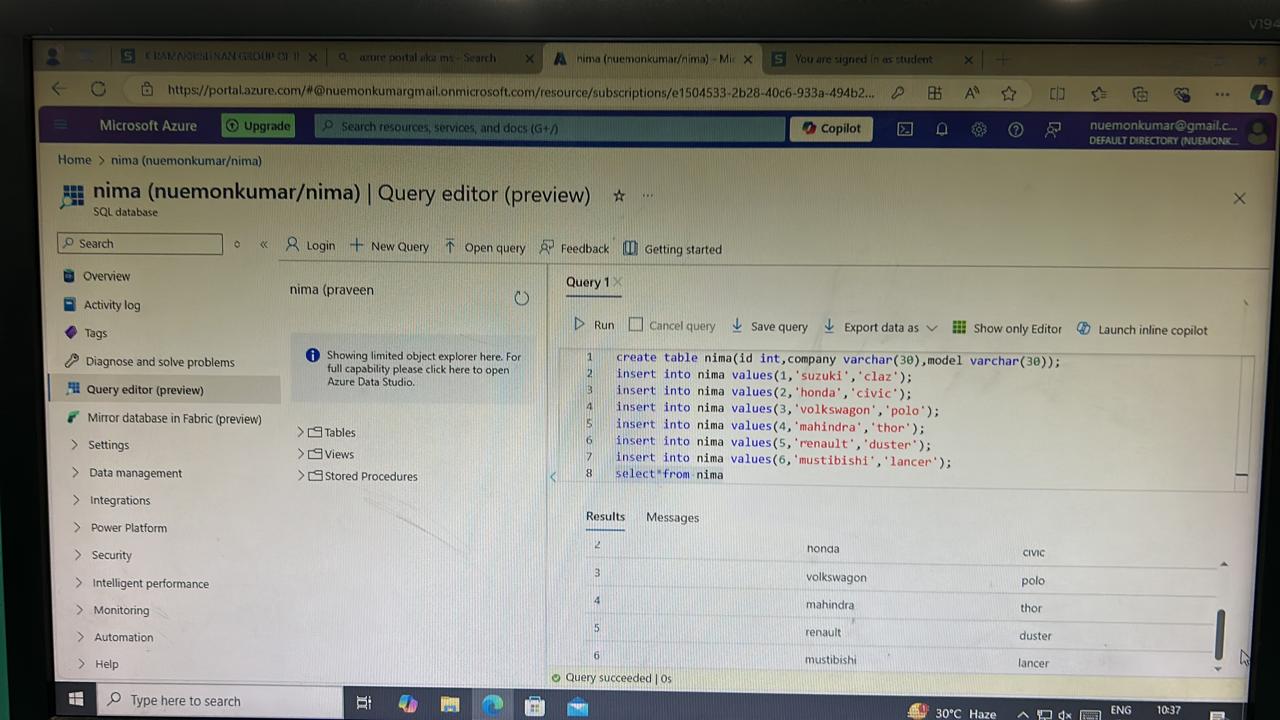 V194
azure portal aka ms - Search
nima (nuemonkumar/nima) - Mic
You are signed in as student
https://portal.azure.com/#@nuemonkumargmail.onmicrosoft.com/resource/subscriptions/e1504533-2b28-40c6-933a-494b2...
Microsoft Azure
Upgrade
Search resources, services, and docs (G+/)
Copilot
nuemonkumar@gmail.c...
DEFAULT DIRECTORY (NUEMONK...
Home > nima (nuemonkumar/nima)
nima (nuemonkumar/nima) | Query editor (preview)
SQL database
Search
Login
New Query
Open query
Feedback
Getting started
Overview
Activity log
Tags
Diagnose and solve problems
Query editor (preview)
Mirror database in Fabric (preview)
Settings
Data management
Integrations
Power Platform
Security
Intelligent performance
Monitoring
Automation
Help
nima (praveen
Showing limited object explorer here. For
full capability please click here to open
Azure Data Studio.
Tables
Views
Stored Procedures
Query 1
Run
Cancel query
Save query
Export data as
Show only Editor
Launch inline copilot
1 create table nima(id int,company varchar(30),model varchar(30));
2 insert into nima values(1,'suzuki','claz');
3 insert into nima values(2,'honda','civic');
4 insert into nima values(3,'volkswagon','polo');
5 insert into nima values(4,'mahindra','thor');
6 insert into nima values(5,'renault','duster');
7 insert into nima values(6,'mustibishi','lancer');
8 select*from nima
Results Messages
2 honda civic
3 volkswagon polo
4 mahindra thor
5 renault duster
6 mustibishi lancer
Query succeeded | 0s
Type here to search
30°C Haze
ENG
10:37